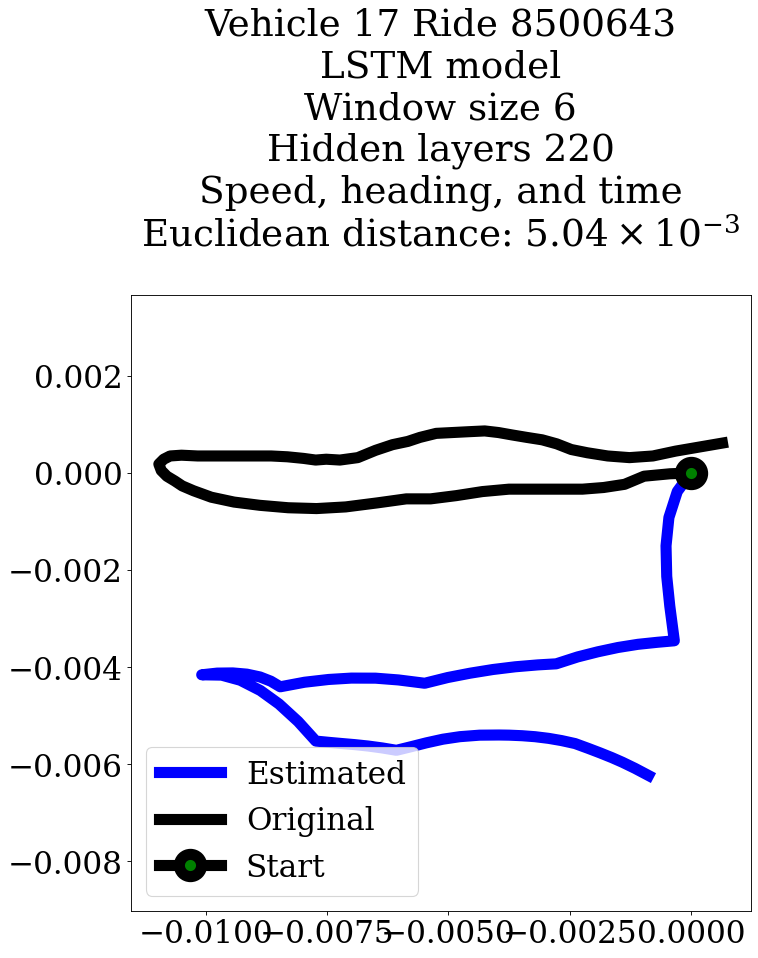 Vehicle 17 Ride 8500643
LSTM model
Window size 6
Hidden layers 220
Speed, heading, and time
Euclidean distance: 5.04 × 10⁻³
0.002
0.000
−0.002
−0.004
−0.006
−0.008
Estimated
Original
Start
−0.0100 −0.0075 −0.0050 −0.0025 0.0000